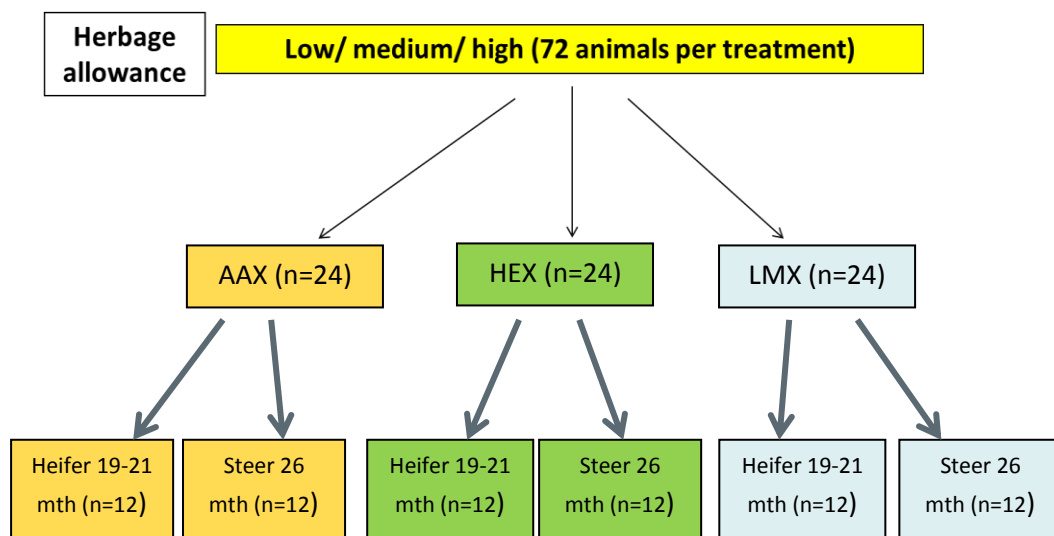 Herbage
allowance
Low/ medium/ high (72 animals per treatment)
AAX (n=24)
HEX (n=24)
LMX (n=24)
Heifer 19-21
mth (n=12)
Steer 26
mth (n=12)
Heifer 19-21
mth (n=12)
Steer 26
mth (n=12)
Heifer 19-21
mth (n=12)
Steer 26
mth (n=12)